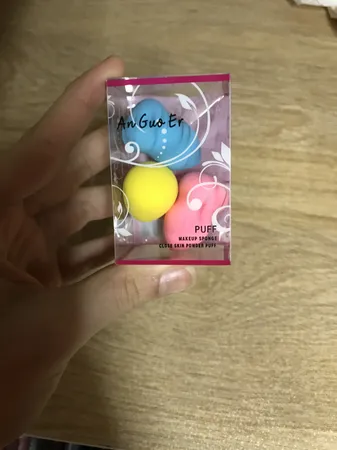 An Guo Er
PUFF
MAKEUP SPONGE
CLOSE SKIN POWDER PUFF